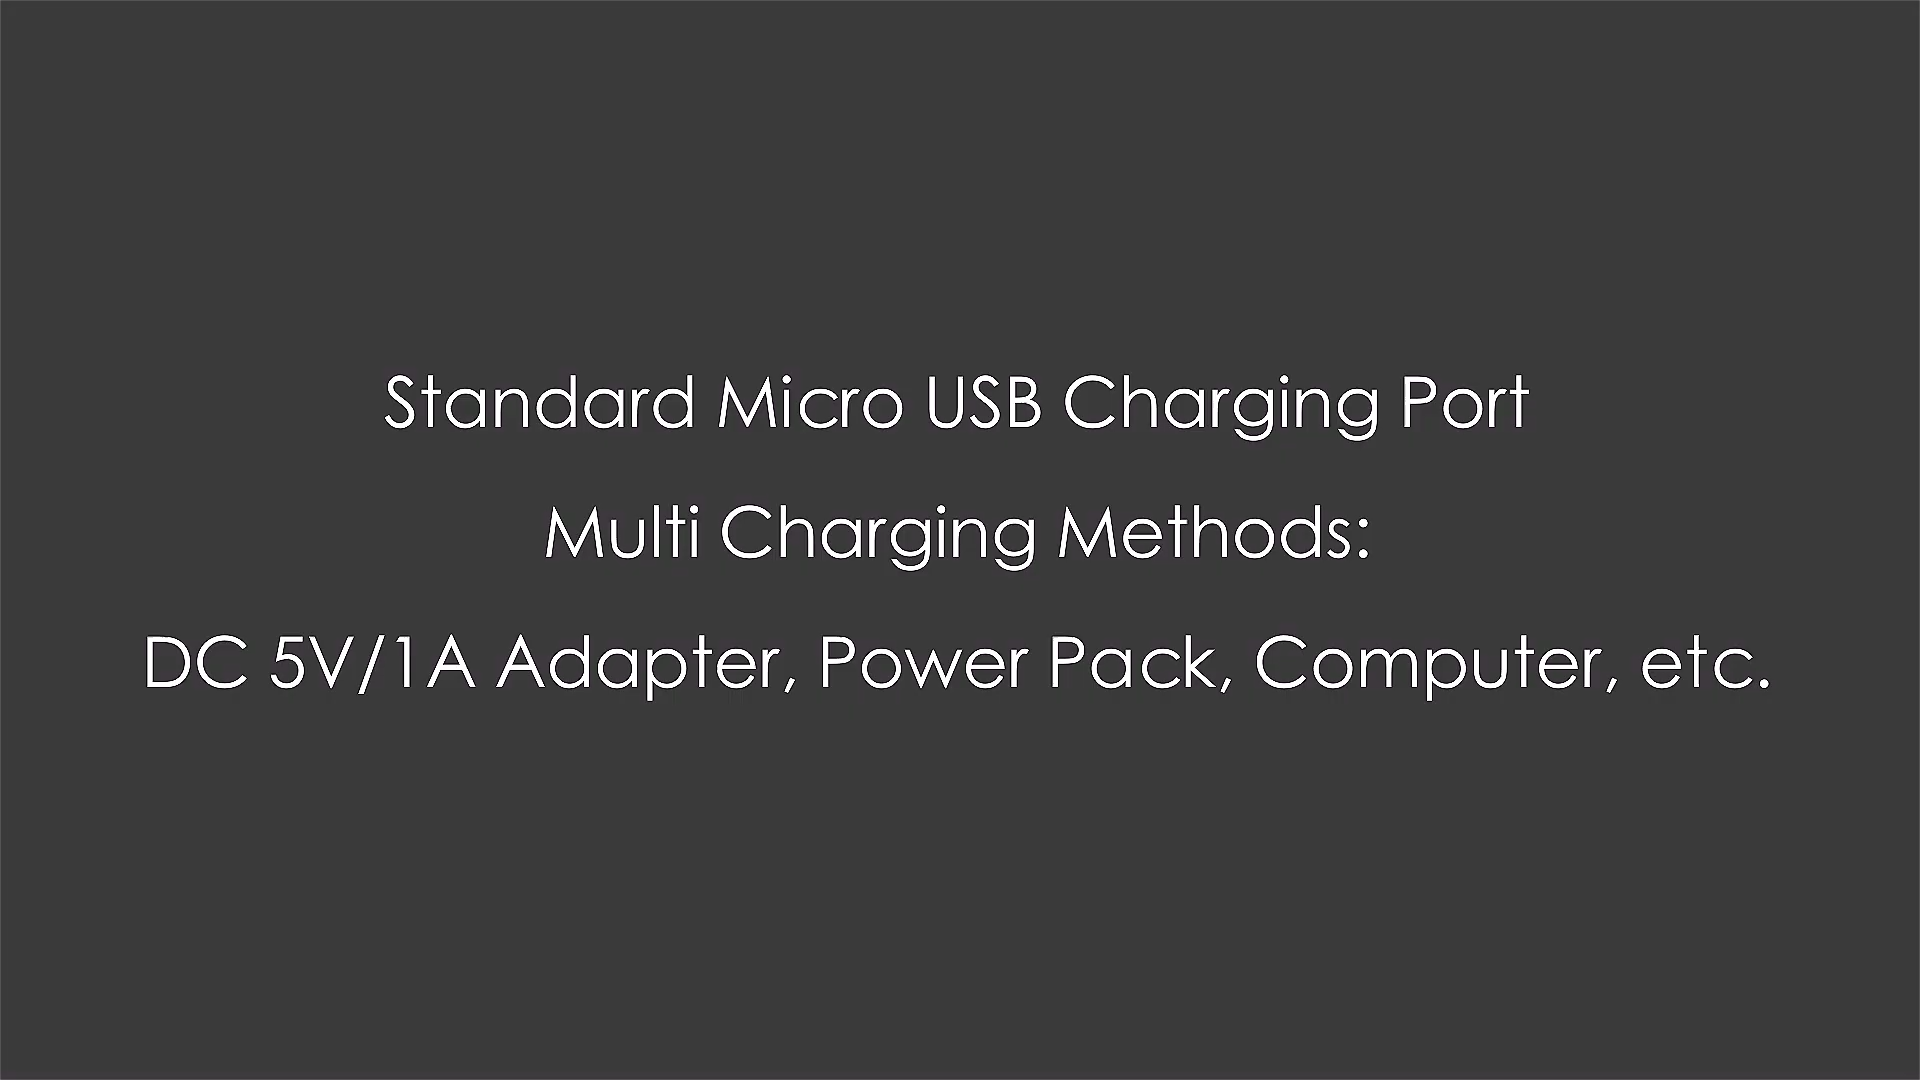 Standard Micro USB Charging Port
Multi Charging Methods:
DC 5V/1A Adapter, Power Pack, Computer, etc.